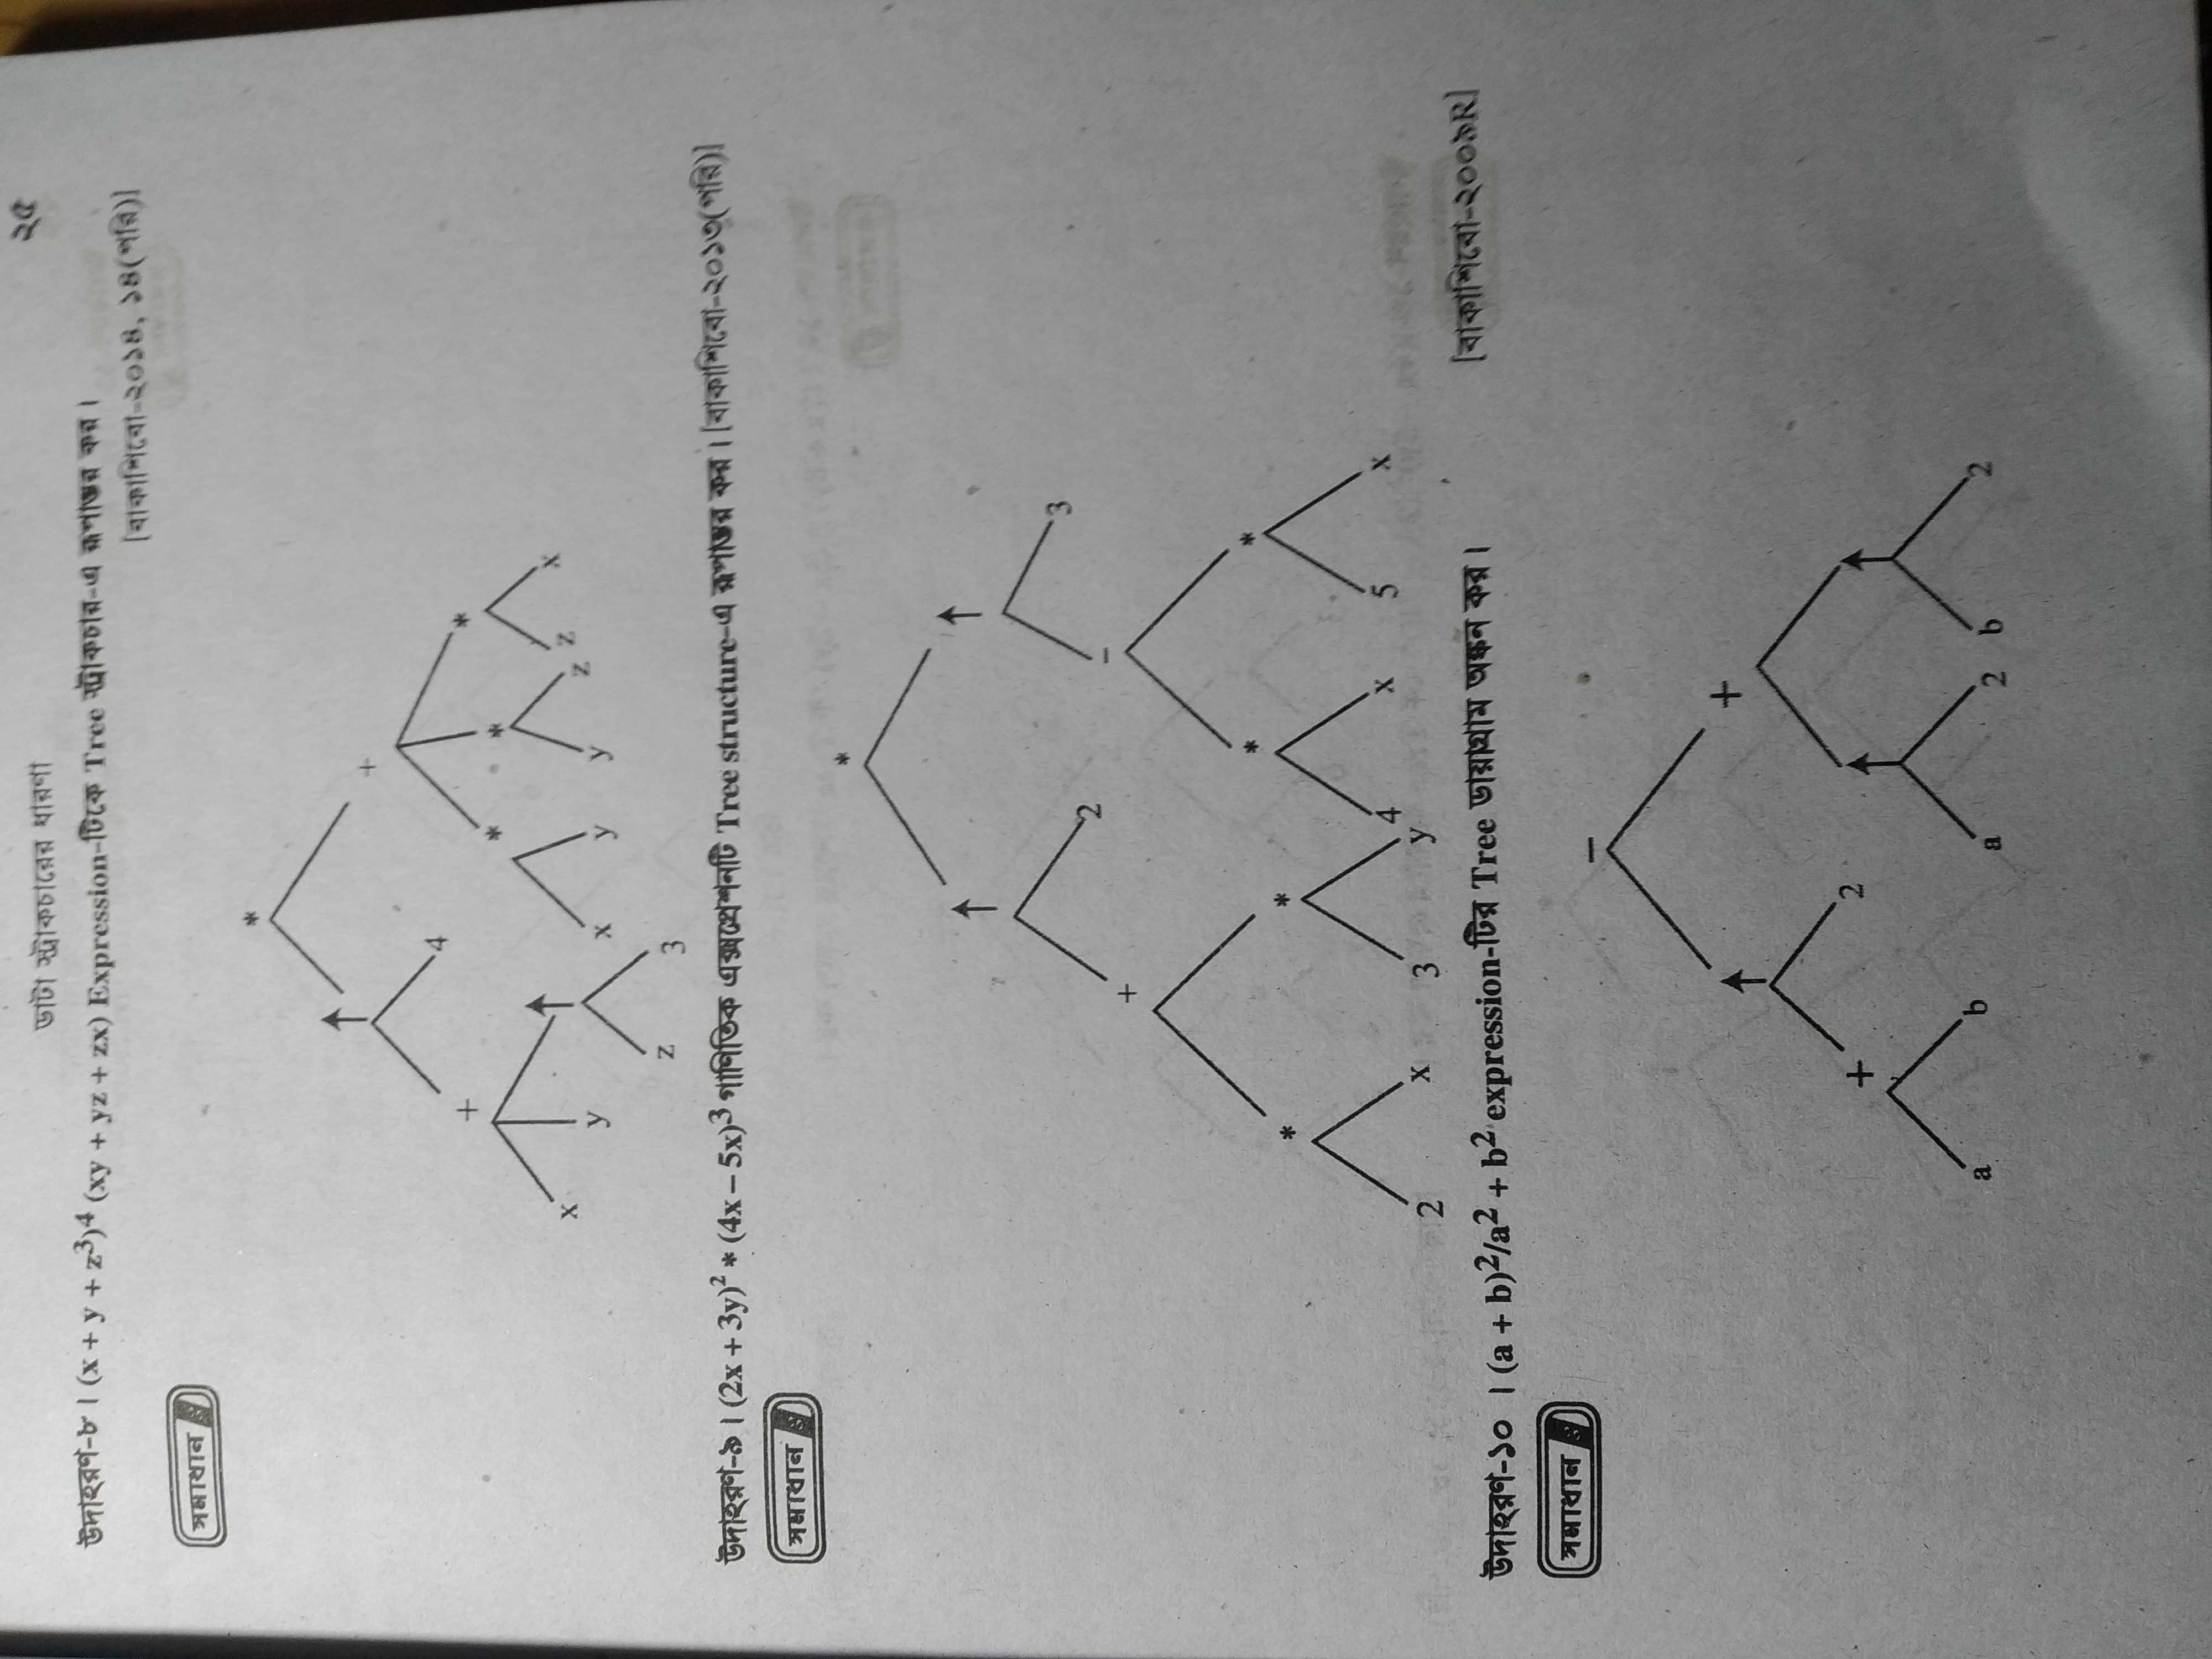 ডাটা স্ট্রাকচারের ধারণা ২৫
উদাহরণ-৮ । (x + y + z³)⁴ (xy + yz + zx) Expression-টিকে Tree স্ট্রাকচার-এ রূপান্তর কর ।
[বাকাশিবো-২০১৪, ১৪(পরি)]
সমাধান ঃ
*
↑ +
+ 4 * * *
x y ↑ x y y z z x
z 3
উদাহরণ-৯ । (2x + 3y)² * (4x – 5x)³ গাণিতিক এক্সপ্রেশনটি Tree structure-এ রূপান্তর কর । [বাকাশিবো-২০১৩(পরি)]
সমাধান ঃ
*
↑ ↑
+ 2 – 3
* * * *
2 x 3 y 4 x 5 x
উদাহরণ-১০ । (a + b)²/a² + b² expression-টির Tree ডায়াগ্রাম অঙ্কন কর ।
[বাকাশিবো-২০০৯R]
সমাধান ঃ
–
↑ +
+ 2 ↑ ↑
a b a 2 b 2